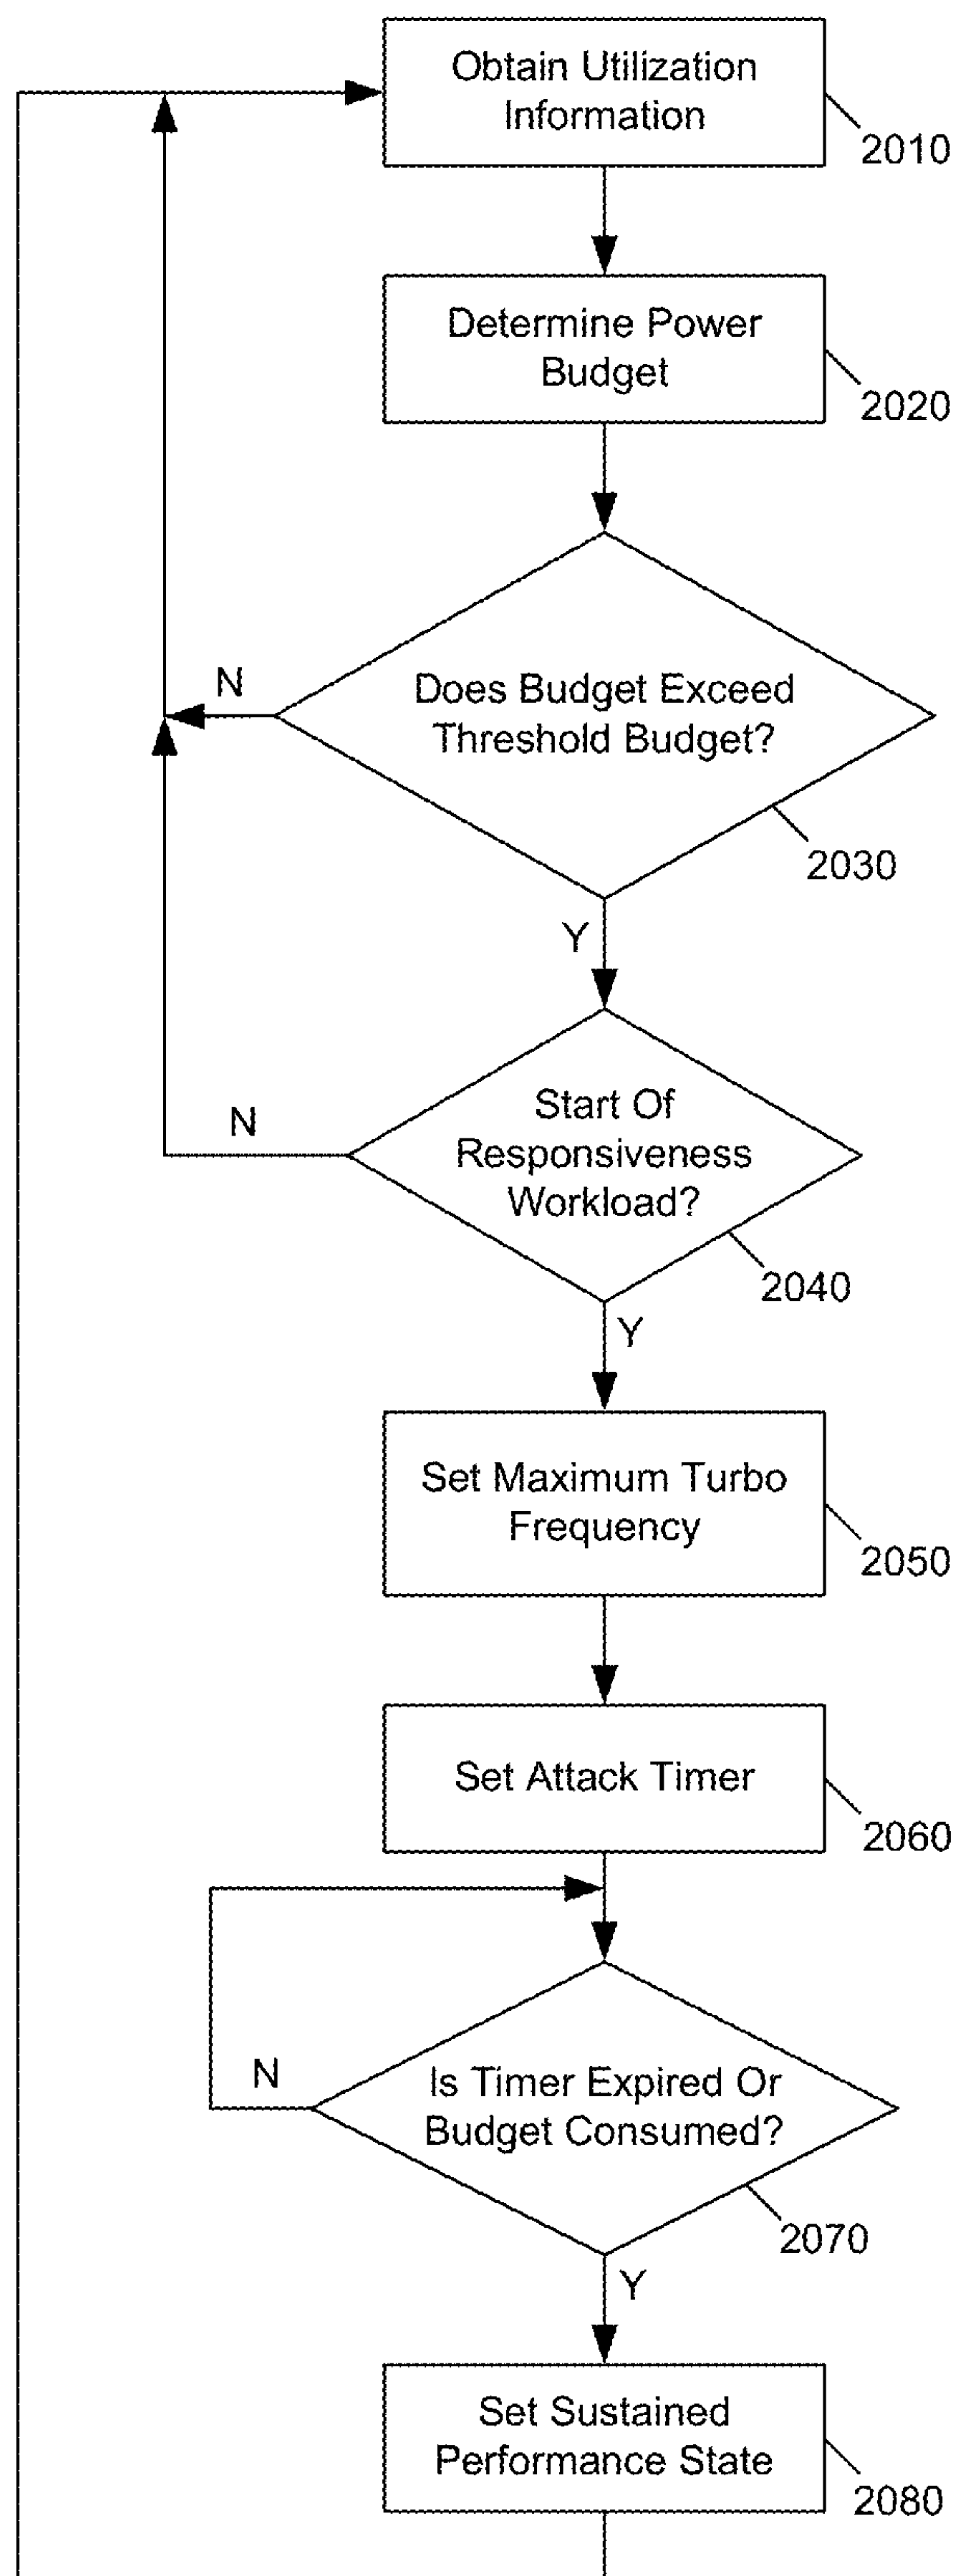 Obtain Utilization
Information
2010
Determine Power
Budget
2020
N
Does Budget Exceed
Threshold Budget?
2030
Y
N
Start Of
Responsiveness
Workload?
2040
Y
Set Maximum Turbo
Frequency
2050
Set Attack Timer
2060
N
Is Timer Expired Or
Budget Consumed?
2070
Y
Set Sustained
Performance State
2080